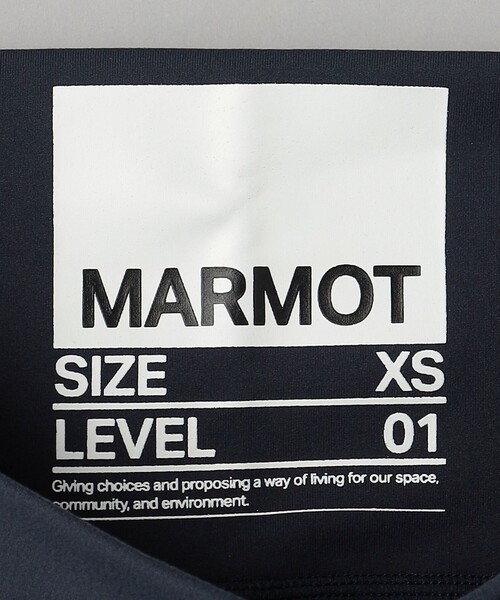 MARMOT
SIZE XS
LEVEL 01
Giving choices and proposing a way of living for our space,
community, and environment.